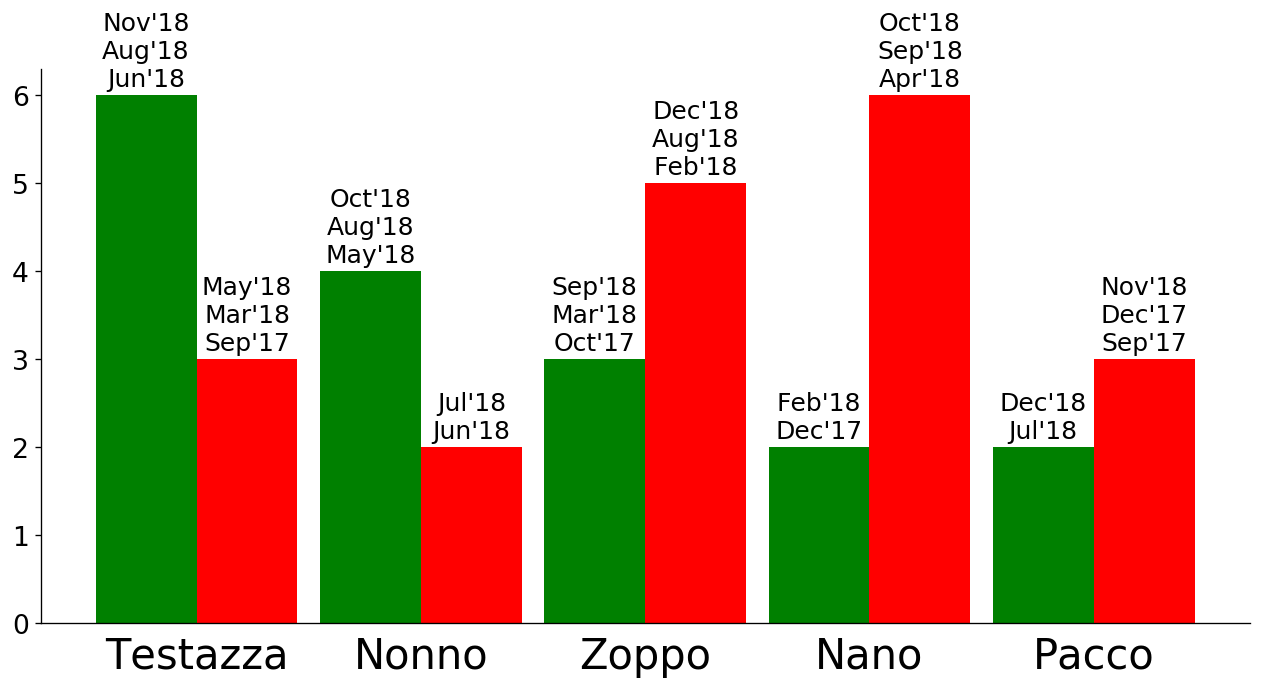 Nov'18
Aug'18
Jun'18
May'18
Mar'18
Sep'17
Oct'18
Aug'18
May'18
Jul'18
Jun'18
Sep'18
Mar'18
Oct'17
Dec'18
Aug'18
Feb'18
Feb'18
Dec'17
Oct'18
Sep'18
Apr'18
Dec'18
Jul'18
Nov'18
Dec'17
Sep'17
6
5
4
3
2
1
0
Testazza
Nonno
Zoppo
Nano
Pacco